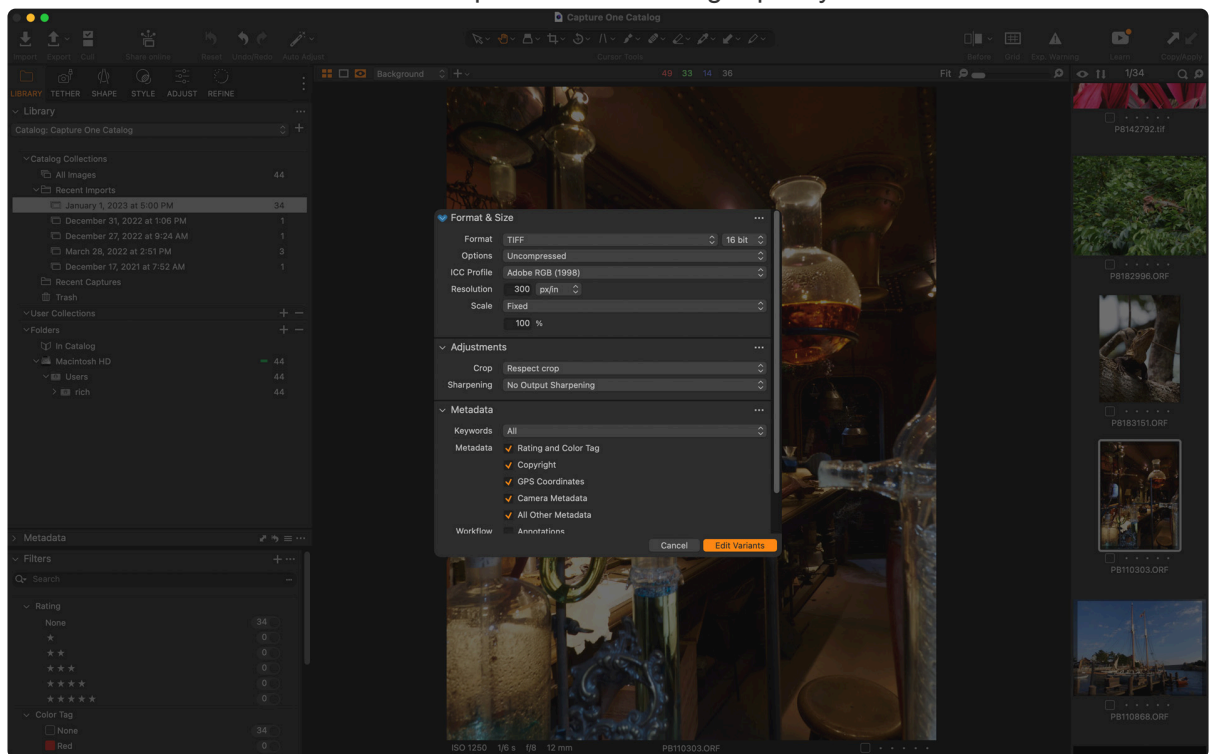 Capture One Catalog
Import Export Cull Share online Reset Undo/Redo Auto Adjust Cursor Tools Before Grid Exp. Warning Learn Copy/Apply
LIBRARY TETHER SHAPE STYLE ADJUST REFINE
Background
49 33 14 36
Fit
1/34
Library
Catalog: Capture One Catalog
Catalog Collections
All Images 44
Recent Imports
January 1, 2023 at 5:00 PM 34
December 31, 2022 at 1:06 PM 1
December 27, 2022 at 9:24 AM 1
March 28, 2022 at 2:51 PM 3
December 17, 2021 at 7:52 AM 1
Recent Captures
Trash
User Collections
Folders
In Catalog
Macintosh HD 44
Users 44
rich 44
Metadata
Filters
Search
Rating
None 34
★ 0
★★ 0
★★★ 0
★★★★ 0
★★★★★ 0
Color Tag
None 34
Red 0
Format & Size
Format TIFF 16 bit
Options Uncompressed
ICC Profile Adobe RGB (1998)
Resolution 300 px/in
Scale Fixed
100 %
Adjustments
Crop Respect crop
Sharpening No Output Sharpening
Metadata
Keywords All
Metadata Rating and Color Tag
Copyright
GPS Coordinates
Camera Metadata
All Other Metadata
Workflow Annotations
Cancel Edit Variants
ISO 1250 1/6 s f/8 12 mm PB110303.ORF
P8142792.tif
P8182996.ORF
P8183151.ORF
PB110303.ORF
PB110868.ORF